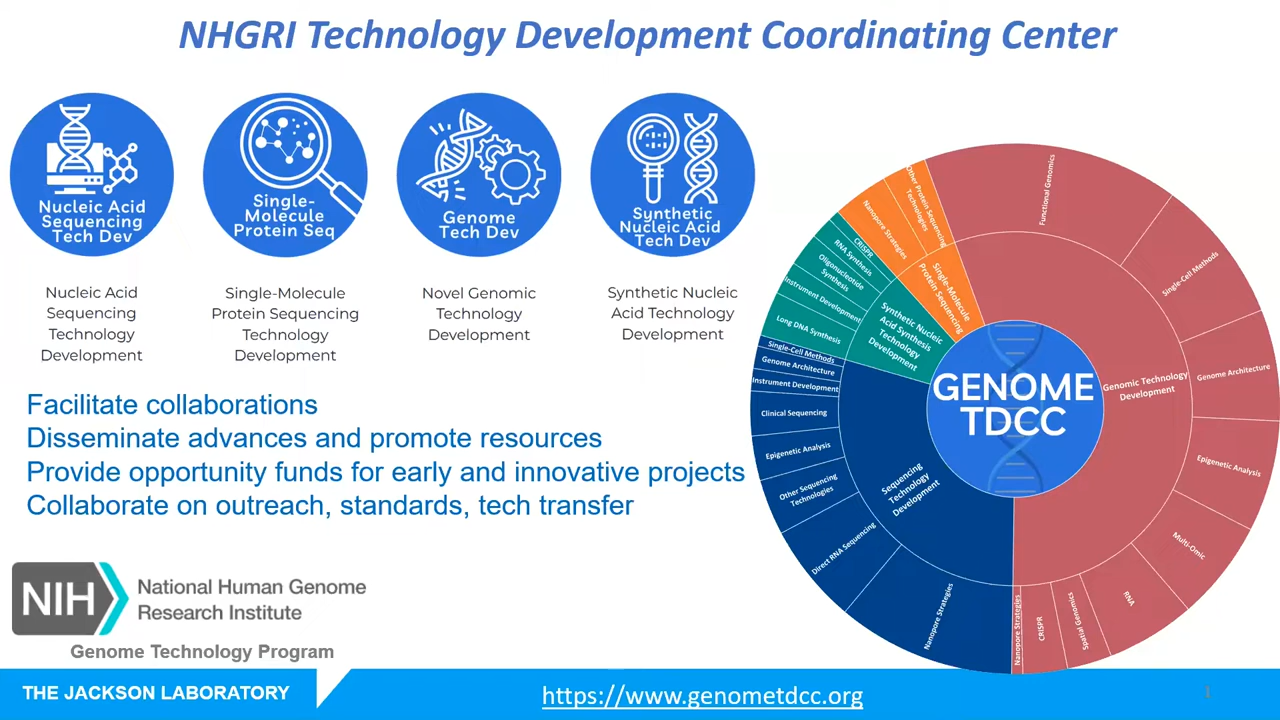 NHGRI Technology Development Coordinating Center
Nucleic Acid
Sequencing
Tech Dev
Single-
Molecule
Protein Seq
Genome
Tech Dev
Synthetic
Nucleic Acid
Tech Dev
Nucleic Acid
Sequencing
Technology
Development
Single-Molecule
Protein Sequencing
Technology
Development
Novel Genomic
Technology
Development
Synthetic Nucleic
Acid Technology
Development
Facilitate collaborations
Disseminate advances and promote resources
Provide opportunity funds for early and innovative projects
Collaborate on outreach, standards, tech transfer
GENOME
TDCC
Genomic Technology
Development
Functional Genomics
Single-Cell Methods
Genome Architecture
Epigenetic Analysis
Multi-Omic
RNA
Spatial Genomics
CRISPR
Nanopore Strategies
Sequencing
Technology
Development
Nanopore Strategies
Direct RNA Sequencing
Other Sequencing
Technologies
Epigenetic Analysis
Clinical Sequencing
Instrument Development
Genome Architecture
Single-Cell Methods
Synthetic Nucleic
Acid Synthesis
Technology
Development
Long DNA Synthesis
Instrument Development
Oligonucleotide
Synthesis
RNA Synthesis
CRISPR
Single-Molecule
Protein Sequencing
Nanopore Strategies
Other Protein Sequencing
Technologies
NIH
National Human Genome
Research Institute
Genome Technology Program
THE JACKSON LABORATORY
https://www.genometdcc.org
1